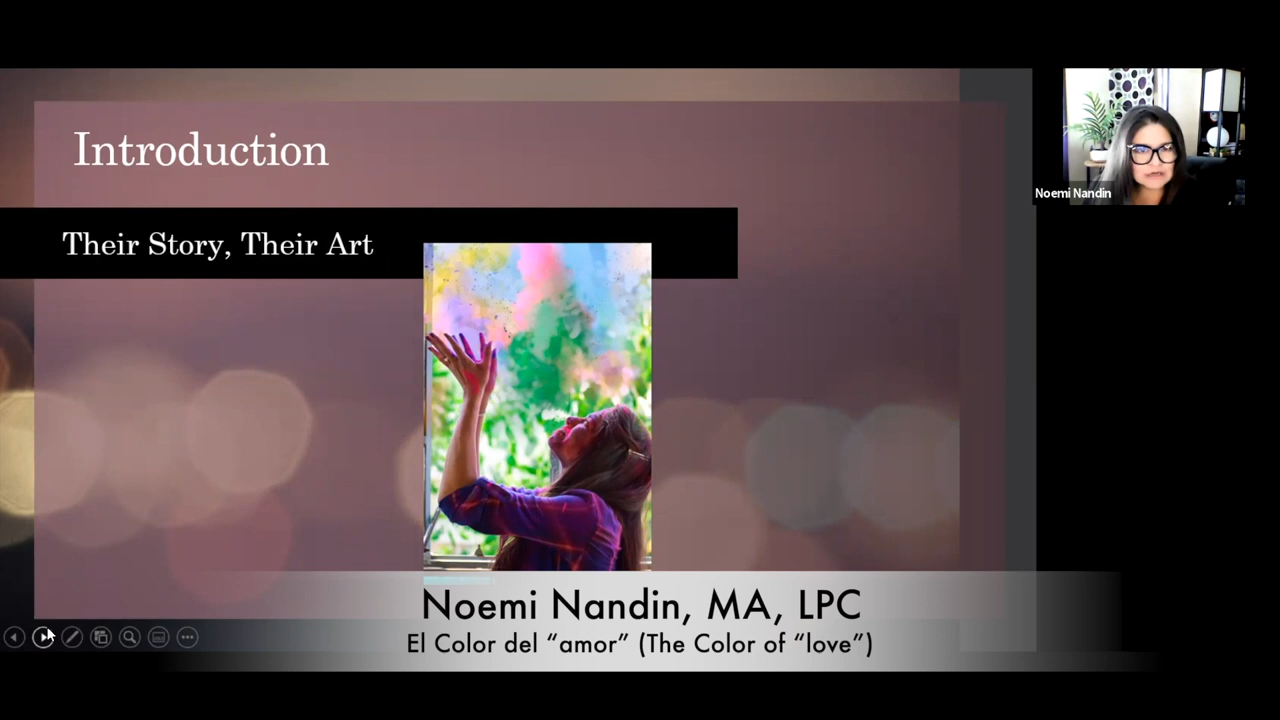 Introduction
Their Story, Their Art
Noemi Nandin
Noemi Nandin, MA, LPC
El Color del “amor” (The Color of “love”)